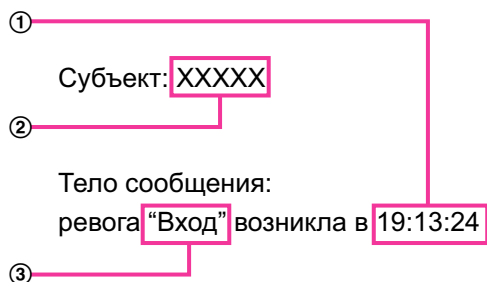 ①
Субъект: XXXXX
②
Тело сообщения:
ревога “Вход” возникла в 19:13:24
③